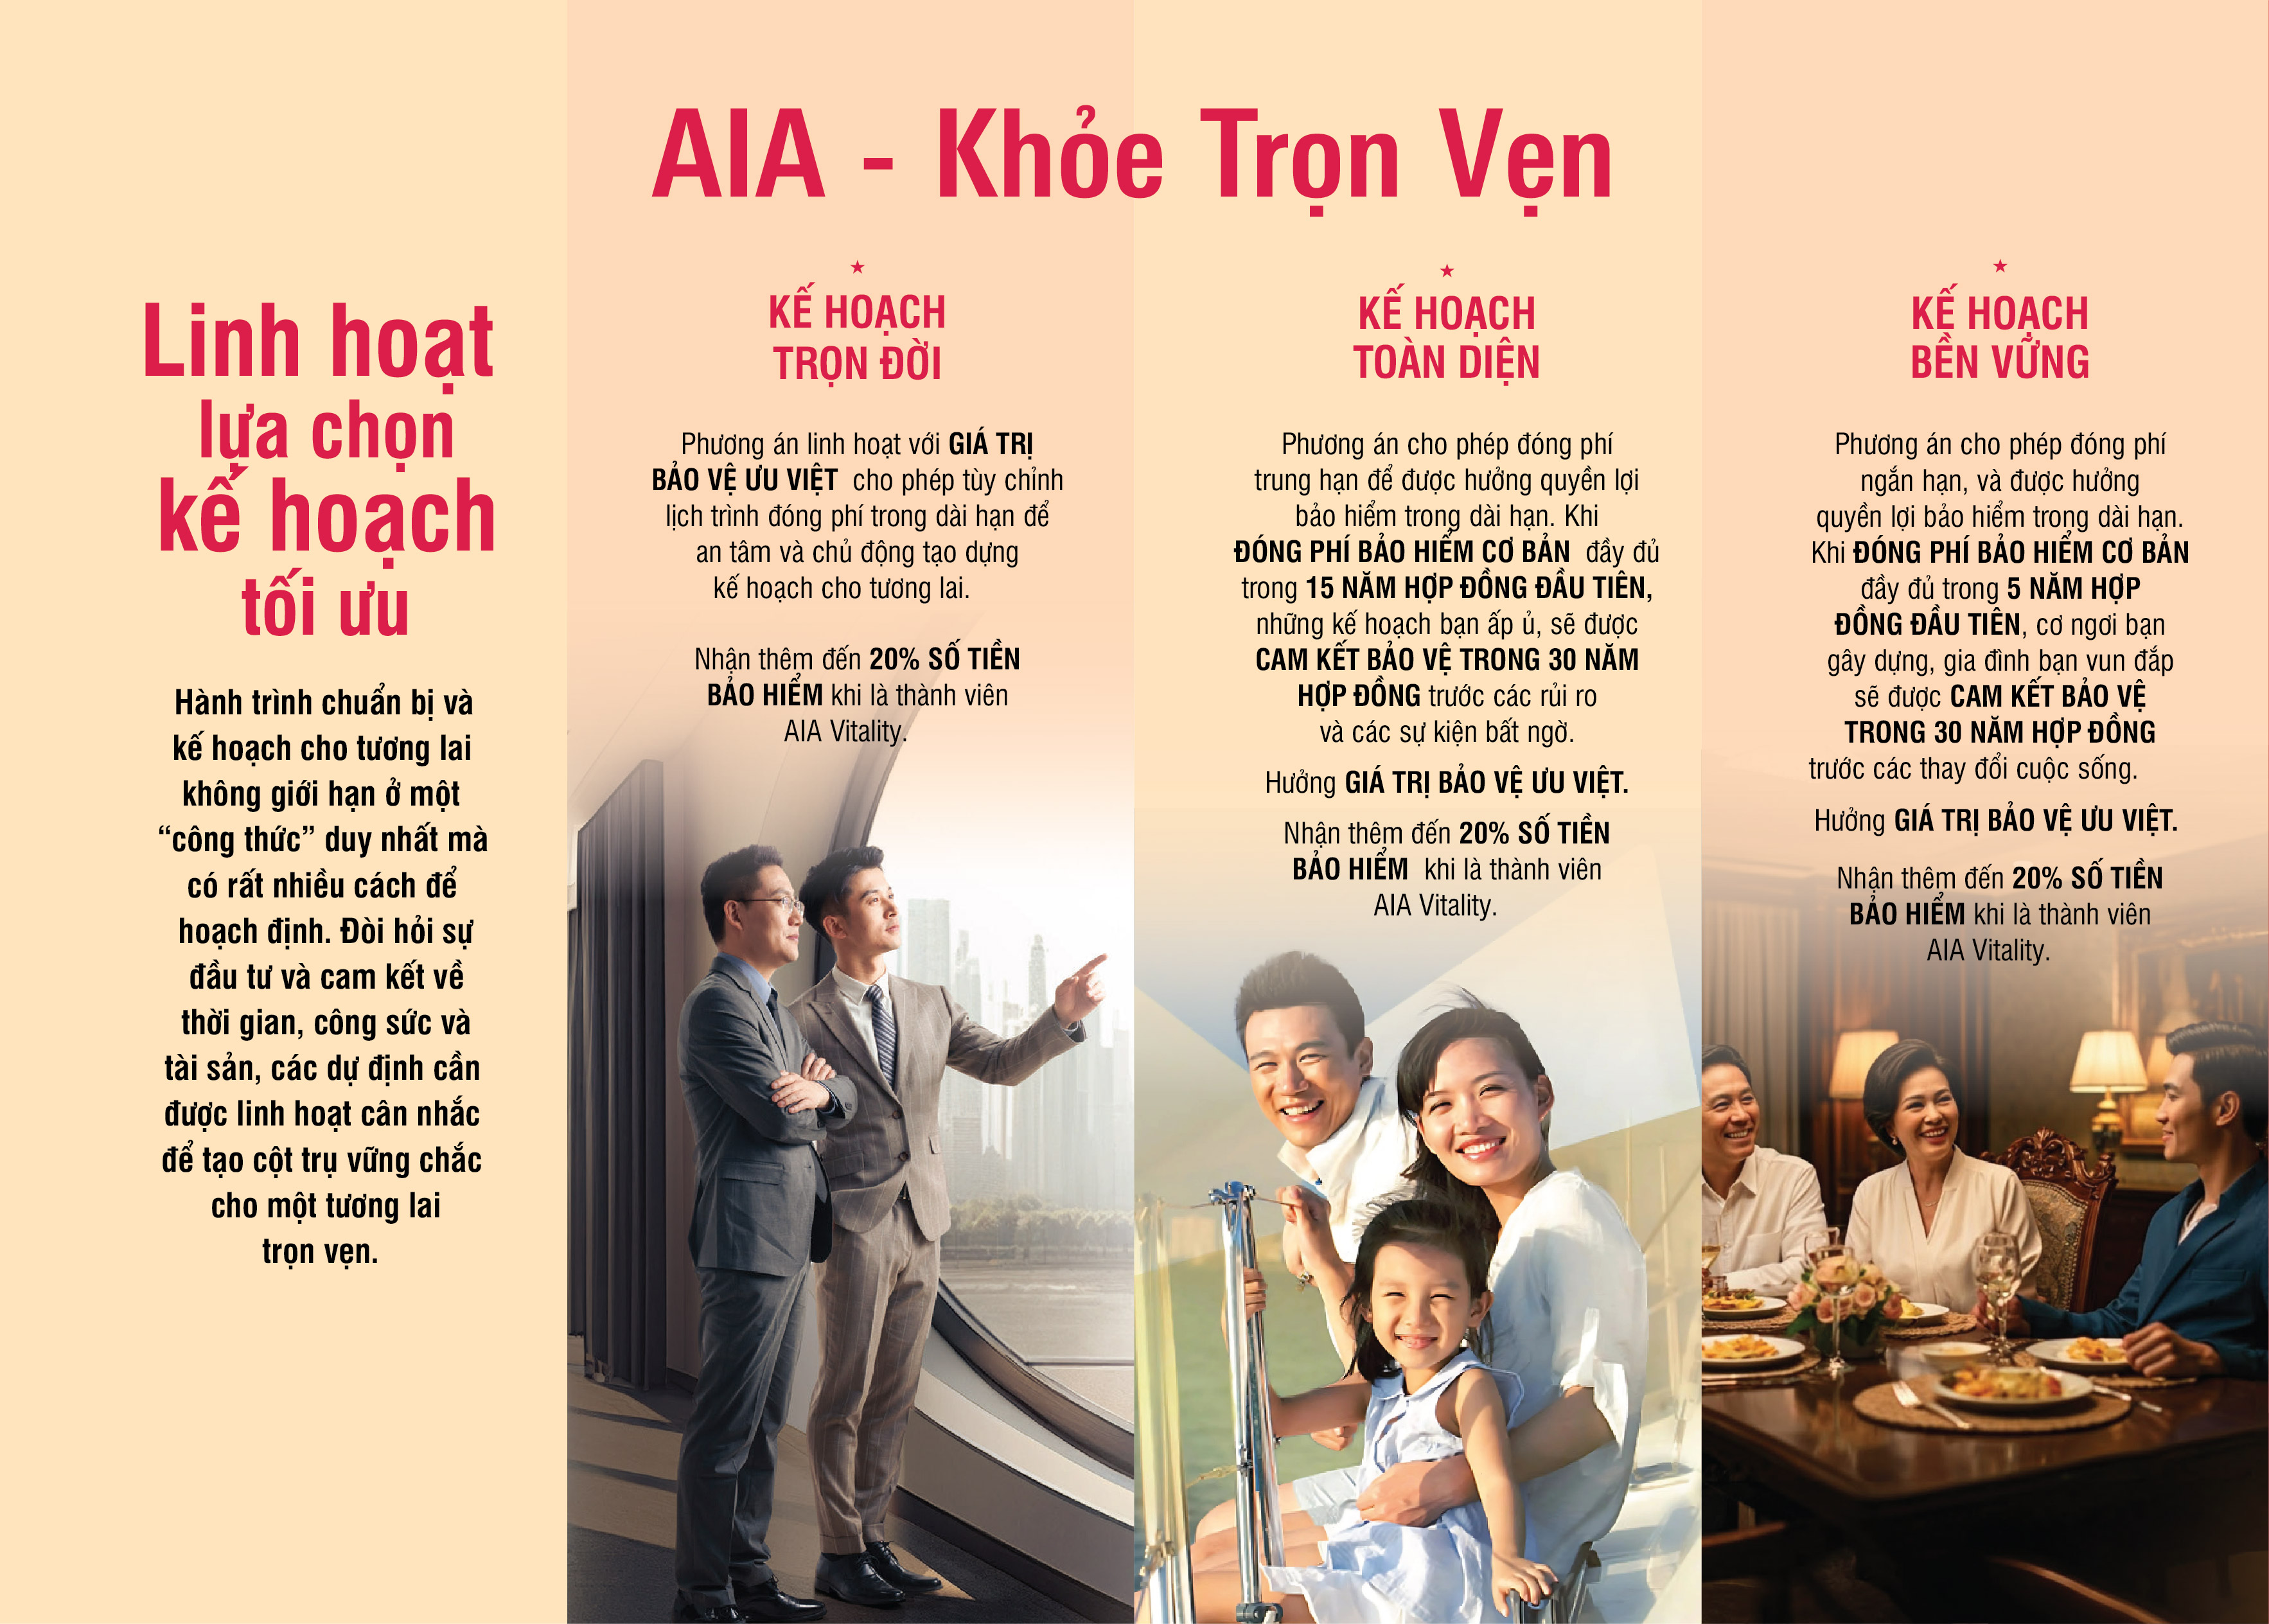 AIA - Khỏe Trọn Vẹn
Linh hoạt
lựa chọn
kế hoạch
tối ưu
Hành trình chuẩn bị và
kế hoạch cho tương lai
không giới hạn ở một
“công thức” duy nhất mà
có rất nhiều cách để
hoạch định. Đòi hỏi sự
đầu tư và cam kết về
thời gian, công sức và
tài sản, các dự định cần
được linh hoạt cân nhắc
để tạo cột trụ vững chắc
cho một tương lai
trọn vẹn.
KẾ HOẠCH
TRỌN ĐỜI
Phương án linh hoạt với GIÁ TRỊ
BẢO VỆ ƯU VIỆT cho phép tùy chỉnh
lịch trình đóng phí trong dài hạn để
an tâm và chủ động tạo dựng
kế hoạch cho tương lai.
Nhận thêm đến 20% SỐ TIỀN
BẢO HIỂM khi là thành viên
AIA Vitality.
KẾ HOẠCH
TOÀN DIỆN
Phương án cho phép đóng phí
trung hạn để được hưởng quyền lợi
bảo hiểm trong dài hạn. Khi
ĐÓNG PHÍ BẢO HIỂM CƠ BẢN đầy đủ
trong 15 NĂM HỢP ĐỒNG ĐẦU TIÊN,
những kế hoạch bạn ấp ủ, sẽ được
CAM KẾT BẢO VỆ TRONG 30 NĂM
HỢP ĐỒNG trước các rủi ro
và các sự kiện bất ngờ.
Hưởng GIÁ TRỊ BẢO VỆ ƯU VIỆT.
Nhận thêm đến 20% SỐ TIỀN
BẢO HIỂM khi là thành viên
AIA Vitality.
KẾ HOẠCH
BỀN VỮNG
Phương án cho phép đóng phí
ngắn hạn, và được hưởng
quyền lợi bảo hiểm trong dài hạn.
Khi ĐÓNG PHÍ BẢO HIỂM CƠ BẢN
đầy đủ trong 5 NĂM HỢP
ĐỒNG ĐẦU TIÊN, cơ ngơi bạn
gây dựng, gia đình bạn vun đắp
sẽ được CAM KẾT BẢO VỆ
TRONG 30 NĂM HỢP ĐỒNG
trước các thay đổi cuộc sống.
Hưởng GIÁ TRỊ BẢO VỆ ƯU VIỆT.
Nhận thêm đến 20% SỐ TIỀN
BẢO HIỂM khi là thành viên
AIA Vitality.